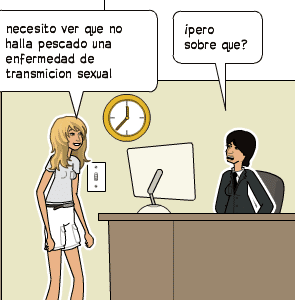 necesito ver que no
halla pescado una
enfermedad de
transmicion sexual
¡pero
sobre que?